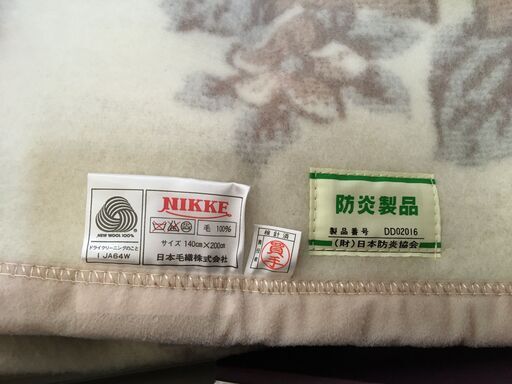 NEW WOOL 100%
ドライクリーニングのこと
I JA64W
NIKKE
毛 100%
サイズ 140cm×200cm
日本毛織株式会社
検針済
防炎製品
製品番号 DD02016
(財)日本防炎協会